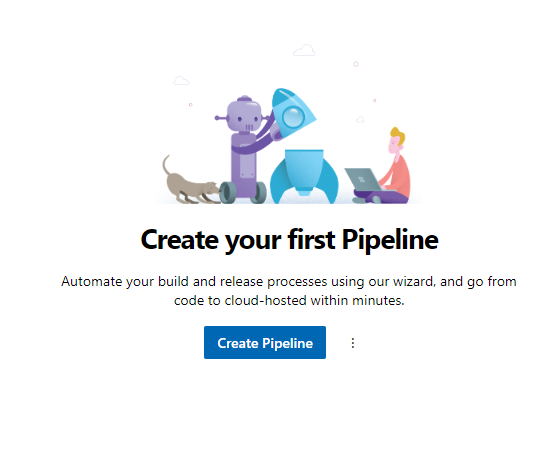 Create your first Pipeline
Automate your build and release processes using our wizard, and go from
code to cloud-hosted within minutes.
Create Pipeline